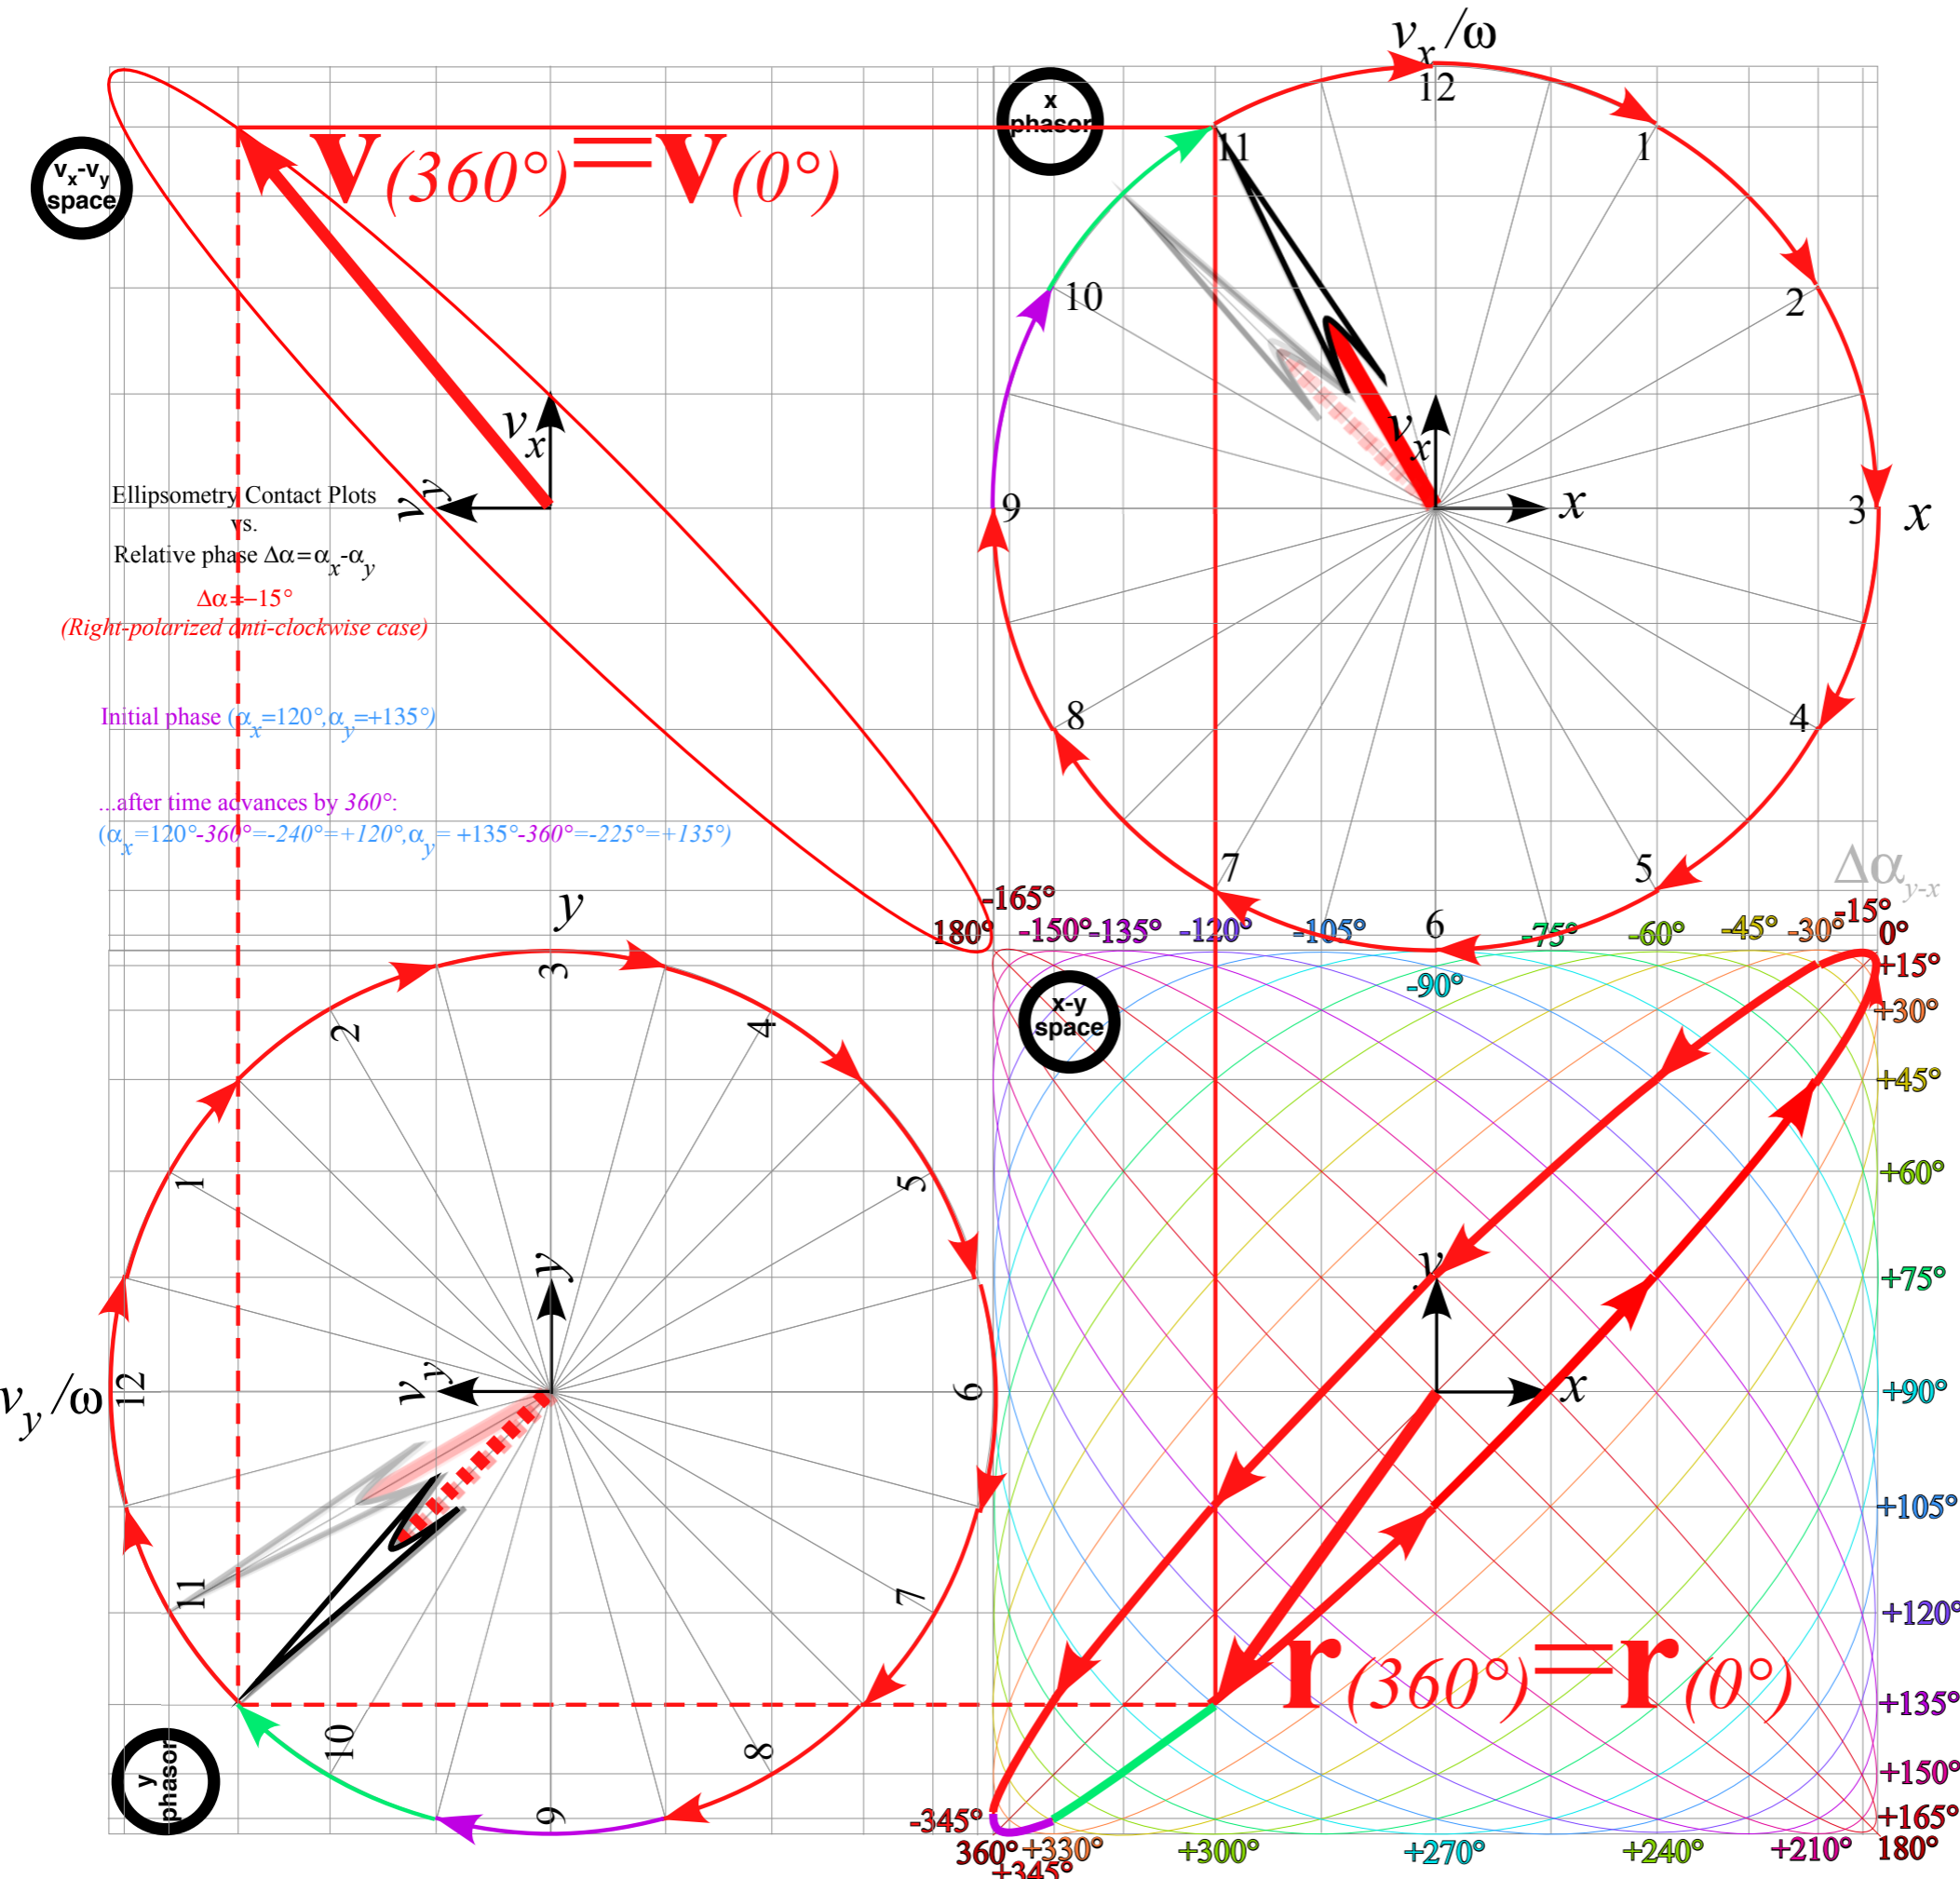 v_x/ω
x phasor
12
v_x-v_y space
v(360°)=v(0°)
11
1
10
2
v_x
v_x
Ellipsometry Contact Plots
v_y
9
x
3
x
vs.
Relative phase Δα=α_x-α_y
Δα=–15°
(Right-polarized anti-clockwise case)
Initial phase (α_x=120°,α_y=+135°)
8
4
...after time advances by 360°:
(α_x=120°-360°=-240°=+120°,α_y= +135°-360°=-225°=+135°)
7
5
Δα_y-x
y
-165°
6
-15°
180°
-150°
-135°
-120°
-105°
-75°
-60°
-45°
-30°
0°
3
+15°
-90°
x-y space
+30°
2
4
+45°
1
5
+60°
y
y
+75°
v_y/ω
12
v_y
6
x
+90°
+105°
11
7
+120°
r(360°)=r(0°)
+135°
10
8
y phasor
+150°
9
-345°
+165°
360°
+330°
+300°
+270°
+240°
+210°
180°
+345°